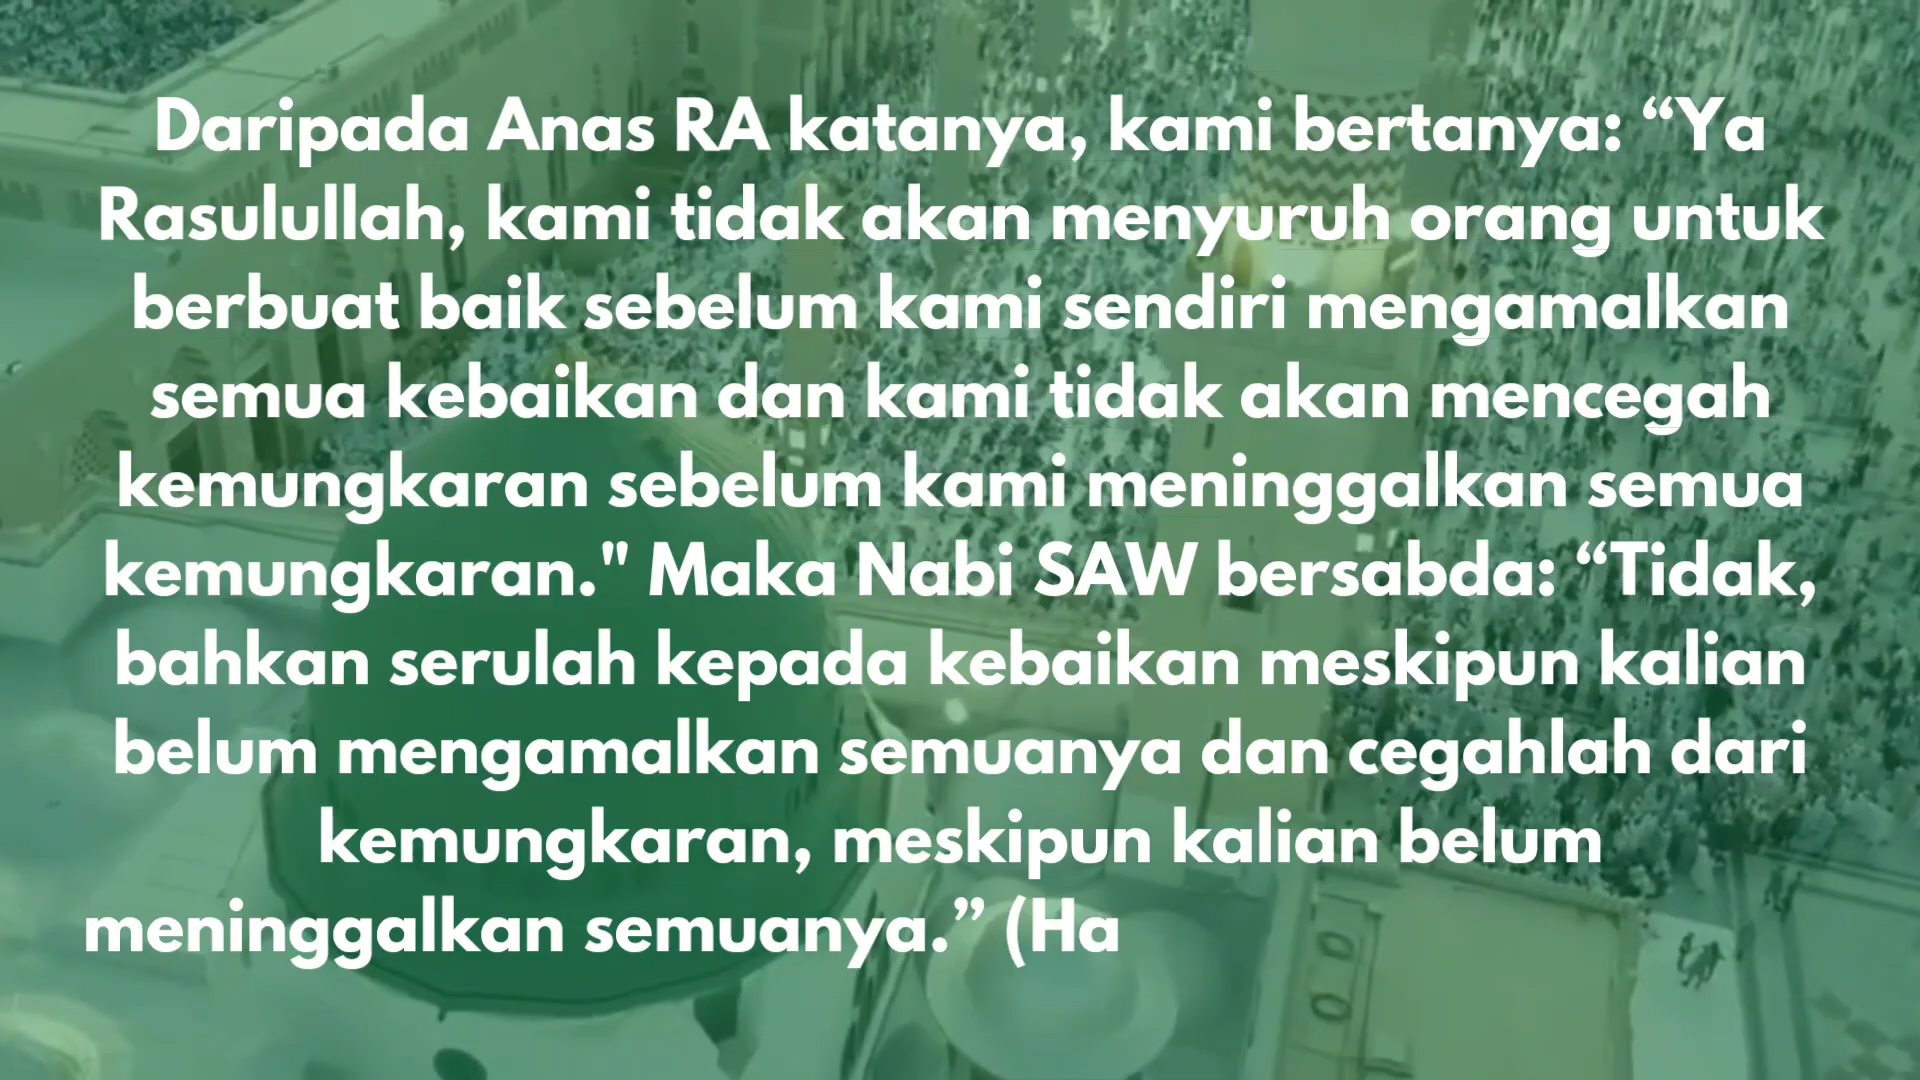 Daripada Anas RA katanya, kami bertanya: “Ya
Rasulullah, kami tidak akan menyuruh orang untuk
berbuat baik sebelum kami sendiri mengamalkan
semua kebaikan dan kami tidak akan mencegah
kemungkaran sebelum kami meninggalkan semua
kemungkaran." Maka Nabi SAW bersabda: “Tidak,
bahkan serulah kepada kebaikan meskipun kalian
belum mengamalkan semuanya dan cegahlah dari
kemungkaran, meskipun kalian belum
meninggalkan semuanya.” (Ha